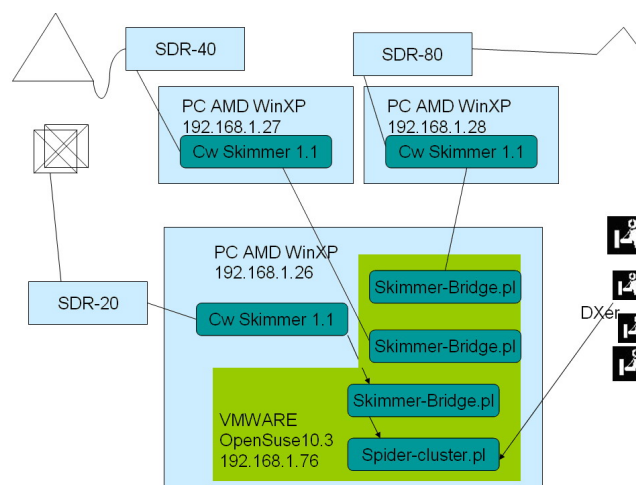 SDR-40
SDR-80
PC AMD WinXP
192.168.1.27
Cw Skimmer 1.1
PC AMD WinXP
192.168.1.28
Cw Skimmer 1.1
PC AMD WinXP
192.168.1.26
SDR-20
Cw Skimmer 1.1
Skimmer-Bridge.pl
Skimmer-Bridge.pl
Skimmer-Bridge.pl
Spider-cluster.pl
VMWARE
OpenSuse10.3
192.168.1.76
DXer